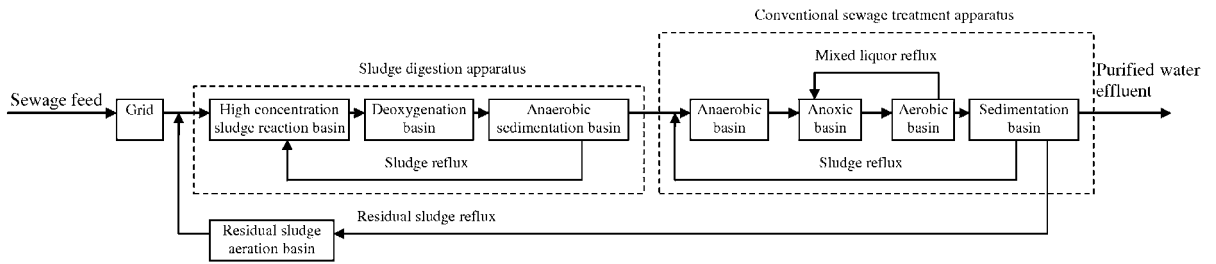 Conventional sewage treatment apparatus
Mixed liquor reflux
Sludge digestion apparatus
Purified water
effluent
Sewage feed
Grid
High concentration
sludge reaction basin
Deoxygenation
basin
Anaerobic
sedimentation basin
Anaerobic
basin
Anoxic
basin
Aerobic
basin
Sedimentation
basin
Sludge reflux
Sludge reflux
Residual sludge reflux
Residual sludge
aeration basin